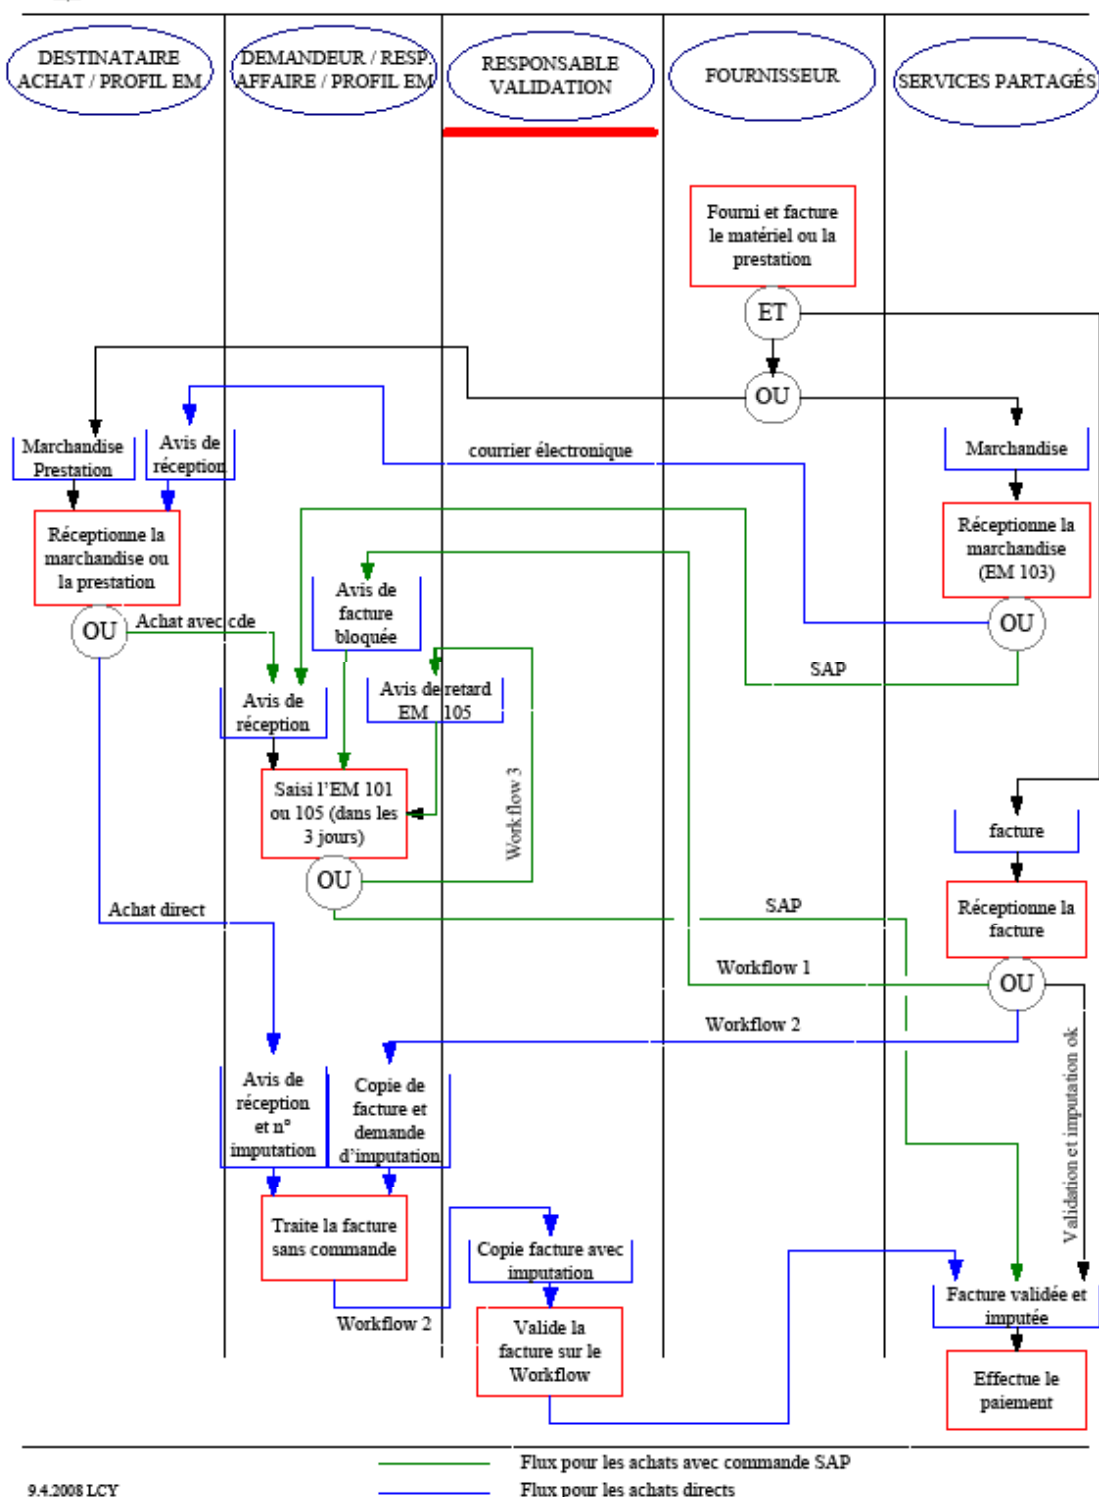 DESTINATAIRE
ACHAT / PROFIL EM
DEMANDEUR / RESP.
AFFAIRE / PROFIL EM
RESPONSABLE
VALIDATION
FOURNISSEUR
SERVICES PARTAGÉS
Fourni et facture
le matériel ou la
prestation
ET
OU
Marchandise
Prestation
Avis de
réception
courrier électronique
Marchandise
Réceptionne la
marchandise ou
la prestation
Réceptionne la
marchandise
(EM 103)
Avis de
facture
bloquée
OU
Achat avec cde
OU
SAP
Avis de retard
EM 105
Avis de
réception
Workflow 3
Saisi l'EM 101
ou 105 (dans les
3 jours)
facture
OU
Achat direct
SAP
Réceptionne la
facture
Workflow 1
OU
Workflow 2
Validation et imputation ok
Avis de
réception
et n°
imputation
Copie de
facture et
demande
d'imputation
Traite la facture
sans commande
Copie facture avec
imputation
Workflow 2
Facture validée et
imputée
Valide la
facture sur le
Workflow
Effectue le
paiement
Flux pour les achats avec commande SAP
9.4.2008 LCY
Flux pour les achats directs